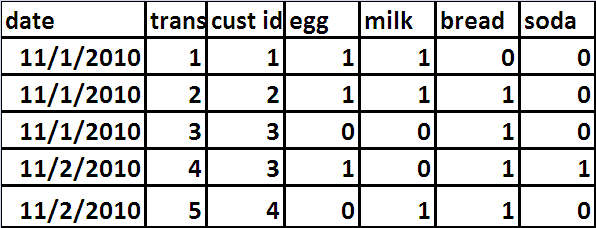 date trans cust id egg milk bread soda
11/1/2010 1 1 1 1 0 0
11/1/2010 2 2 1 1 1 0
11/1/2010 3 3 0 0 1 0
11/2/2010 4 3 1 0 1 1
11/2/2010 5 4 0 1 1 0